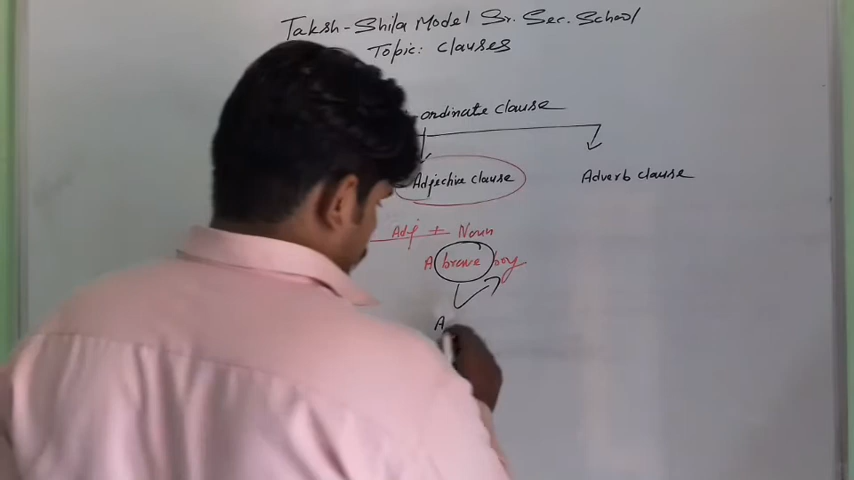 Taksh-Shila Model Sr. Sec. School
Topic: Clauses
ordinate clause
Adjective clause Adverb clause
Adj + Noun
A brave boy
A